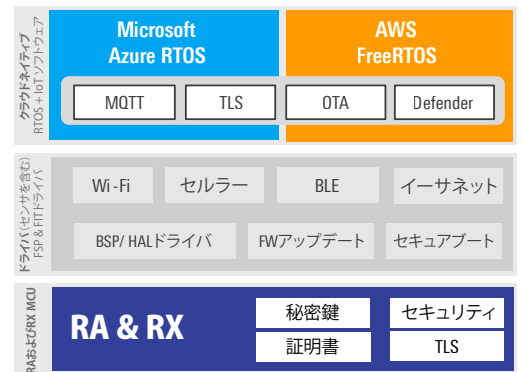 クラウドネイティブ
RTOS + IoT ソフトウェア
Microsoft
Azure RTOS
AWS
FreeRTOS
MQTT
TLS
OTA
Defender
ドライバ(センサを含む)
FSP & FITドライバ
Wi-Fi
セルラー
BLE
イーサネット
BSP/ HALドライバ
FWアップデート
セキュアブート
RAおよびRX MCU
RA & RX
秘密鍵
セキュリティ
証明書
TLS